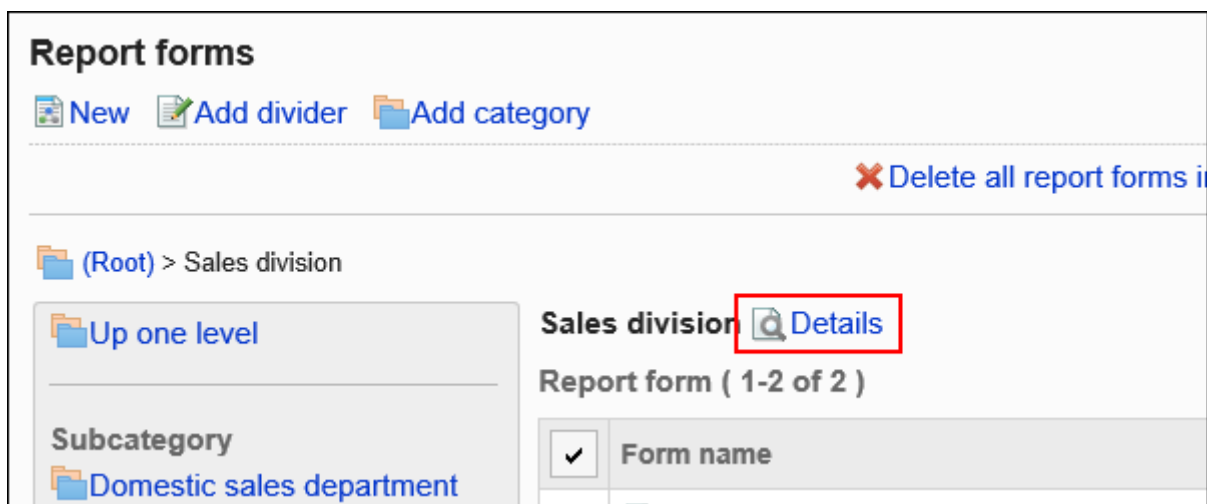 Report forms
New Add divider Add category
Delete all report forms
(Root) > Sales division
Up one level
Sales division Details
Report form ( 1-2 of 2 )
Subcategory
Form name
Domestic sales department